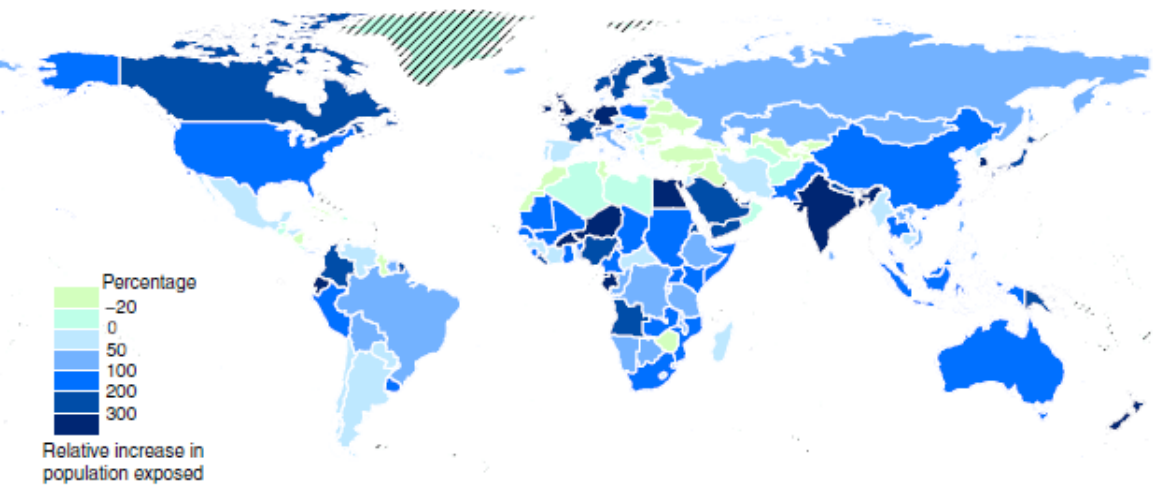 Percentage
−20
0
50
100
200
300
Relative increase in
population exposed